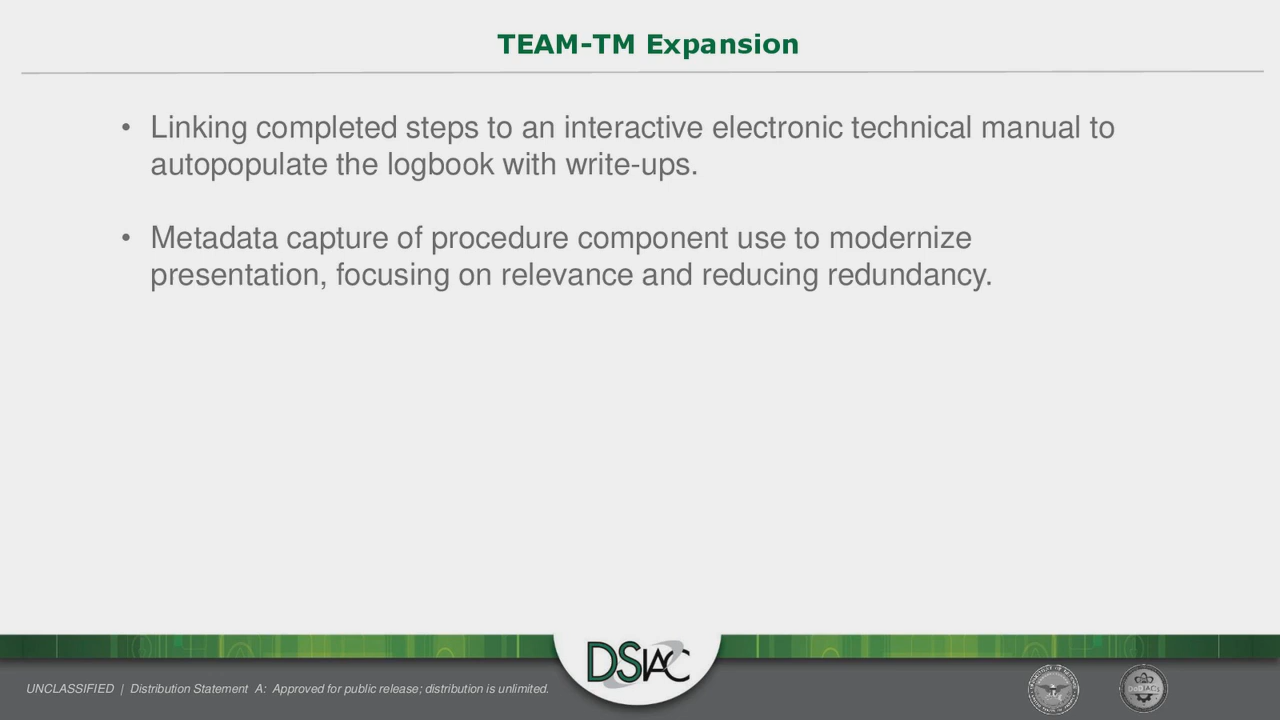 TEAM-TM Expansion
• Linking completed steps to an interactive electronic technical manual to
autopopulate the logbook with write-ups.
• Metadata capture of procedure component use to modernize
presentation, focusing on relevance and reducing redundancy.
DSIAC
UNCLASSIFIED | Distribution Statement A: Approved for public release; distribution is unlimited.